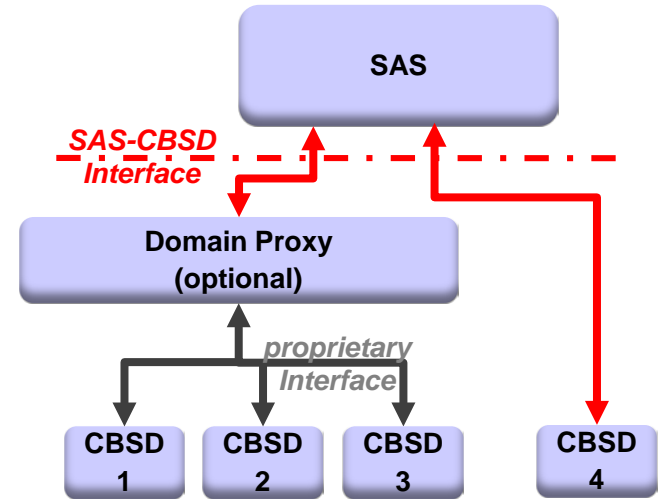 SAS
SAS-CBSD
Interface
Domain Proxy
(optional)
proprietary
Interface
CBSD
1
CBSD
2
CBSD
3
CBSD
4